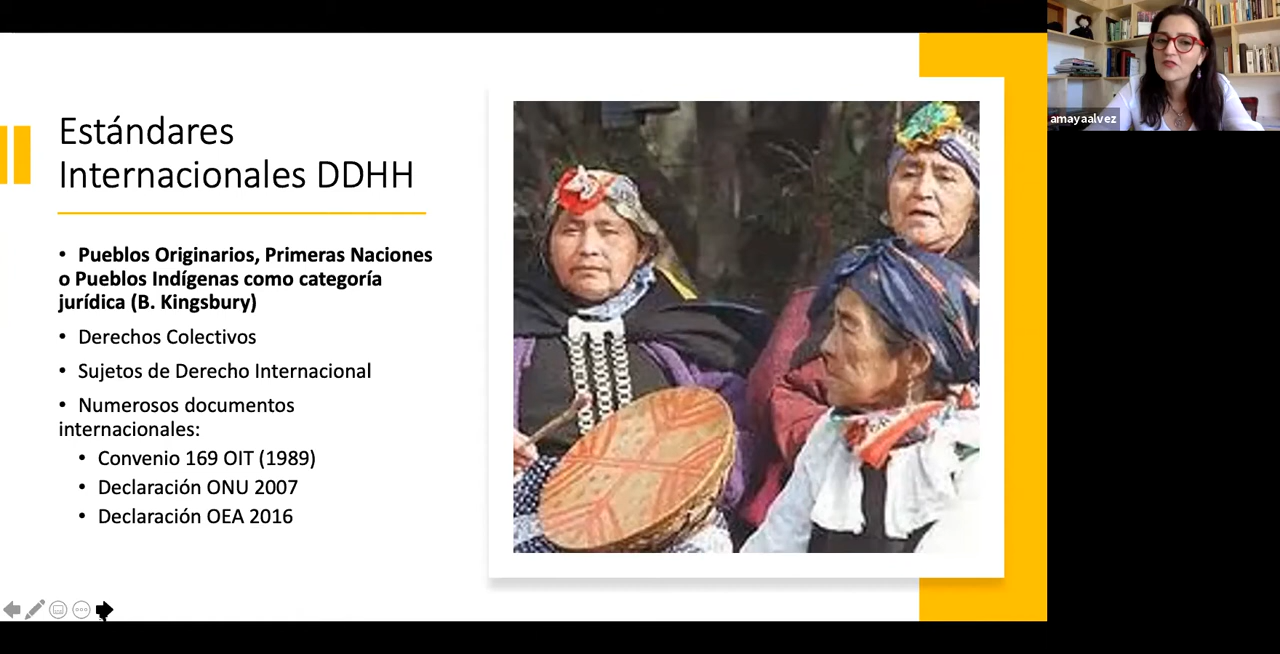 Estándares
Internacionales DDHH
• Pueblos Originarios, Primeras Naciones
o Pueblos Indígenas como categoría
jurídica (B. Kingsbury)
• Derechos Colectivos
• Sujetos de Derecho Internacional
• Numerosos documentos
internacionales:
• Convenio 169 OIT (1989)
• Declaración ONU 2007
• Declaración OEA 2016
amayaalvez